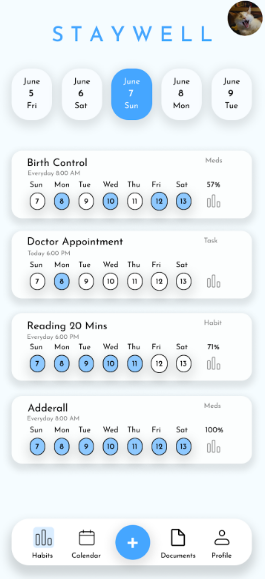 STAYWELL
June June June June June
5 6 7 8 9
Fri Sat Sun Mon Tue
Birth Control Meds
Everyday 8:00 AM
Sun Mon Tue Wed Thu Fri Sat 57%
7 8 9 10 11 12 13
Doctor Appointment Task
Today 6:00 PM
Sun Mon Tue Wed Thu Fri Sat
7 8 9 10 11 12 13
Reading 20 Mins Habit
Everyday 6:00 PM
Sun Mon Tue Wed Thu Fri Sat 71%
7 8 9 10 11 12 13
Adderall Meds
Everyday 8:00 AM
Sun Mon Tue Wed Thu Fri Sat 100%
7 8 9 10 11 12 13
+
Habits Calendar Documents Profile